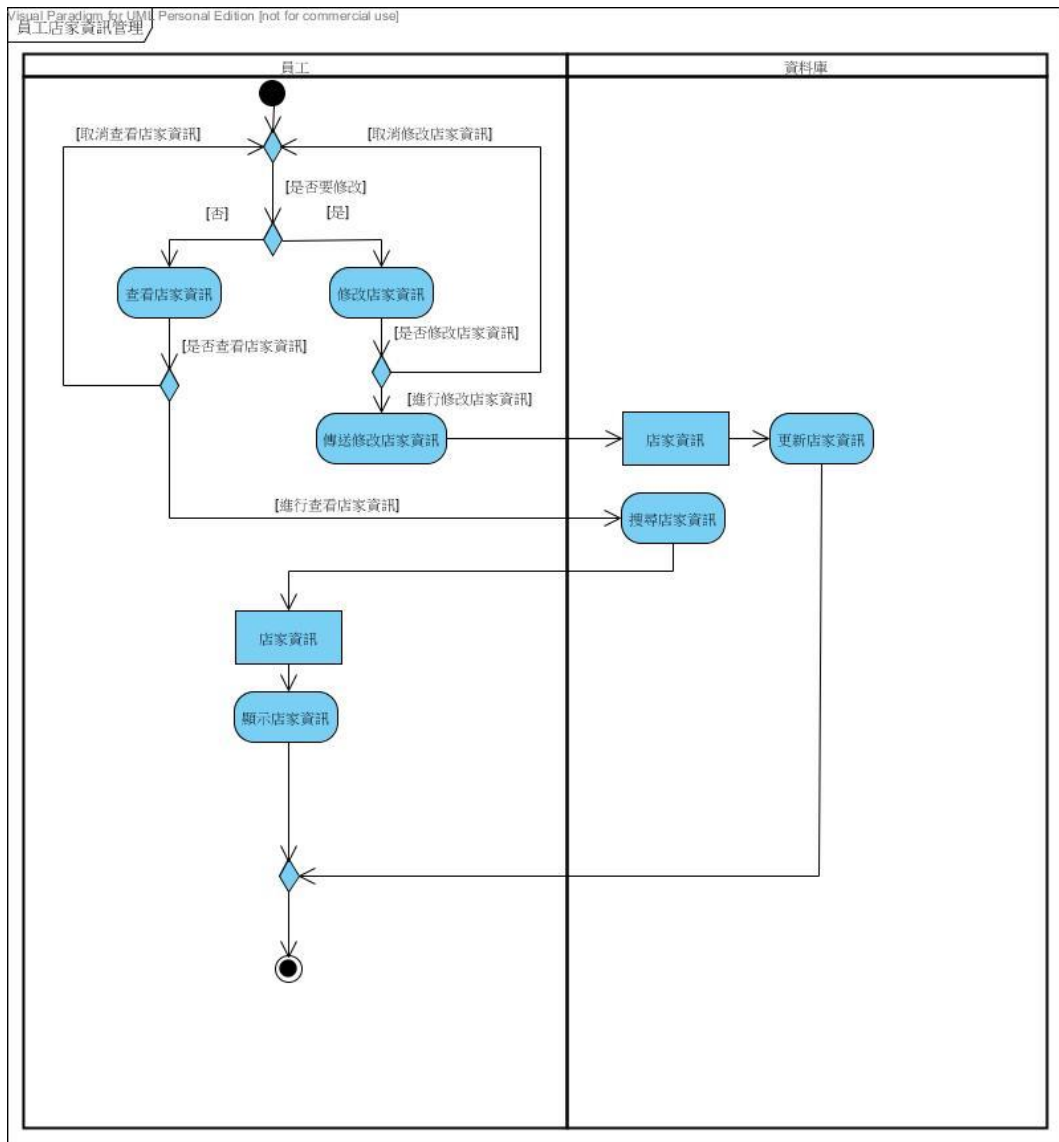 Visual Paradigm for UML Personal Edition [not for commercial use]
員工店家資訊管理
員工
資料庫
[取消查看店家資訊]
[取消修改店家資訊]
[是否要修改]
[否]
[是]
查看店家資訊
修改店家資訊
[是否查看店家資訊]
[是否修改店家資訊]
[進行修改店家資訊]
傳送修改店家資訊
店家資訊
更新店家資訊
[進行查看店家資訊]
搜尋店家資訊
店家資訊
顯示店家資訊